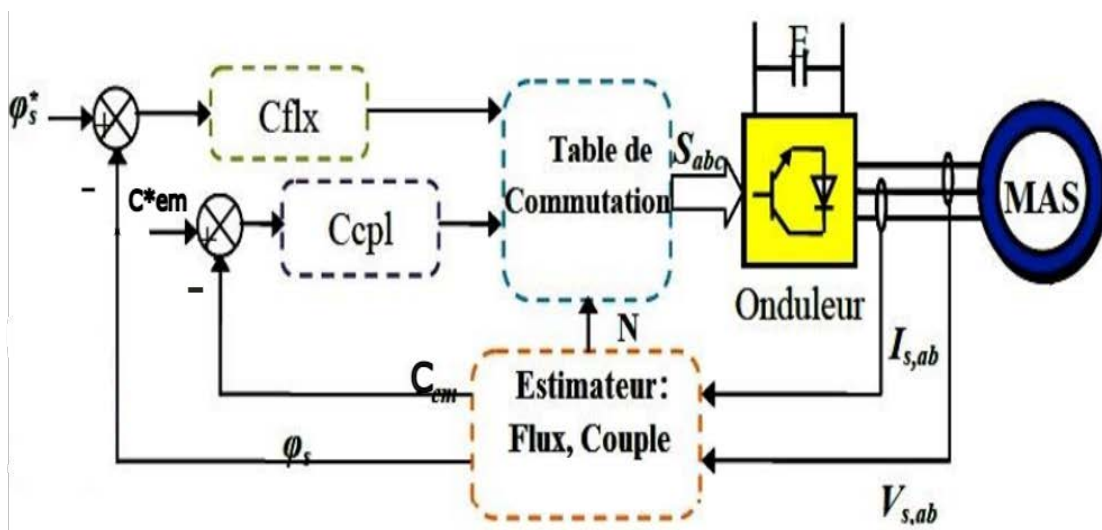 E
φs*
Cflx
Table de
Commutation
Sabc
MAS
C*em
Ccpl
Onduleur
N
Is,ab
Cem
Estimateur:
Flux, Couple
φs
Vs,ab
+
−
+
−